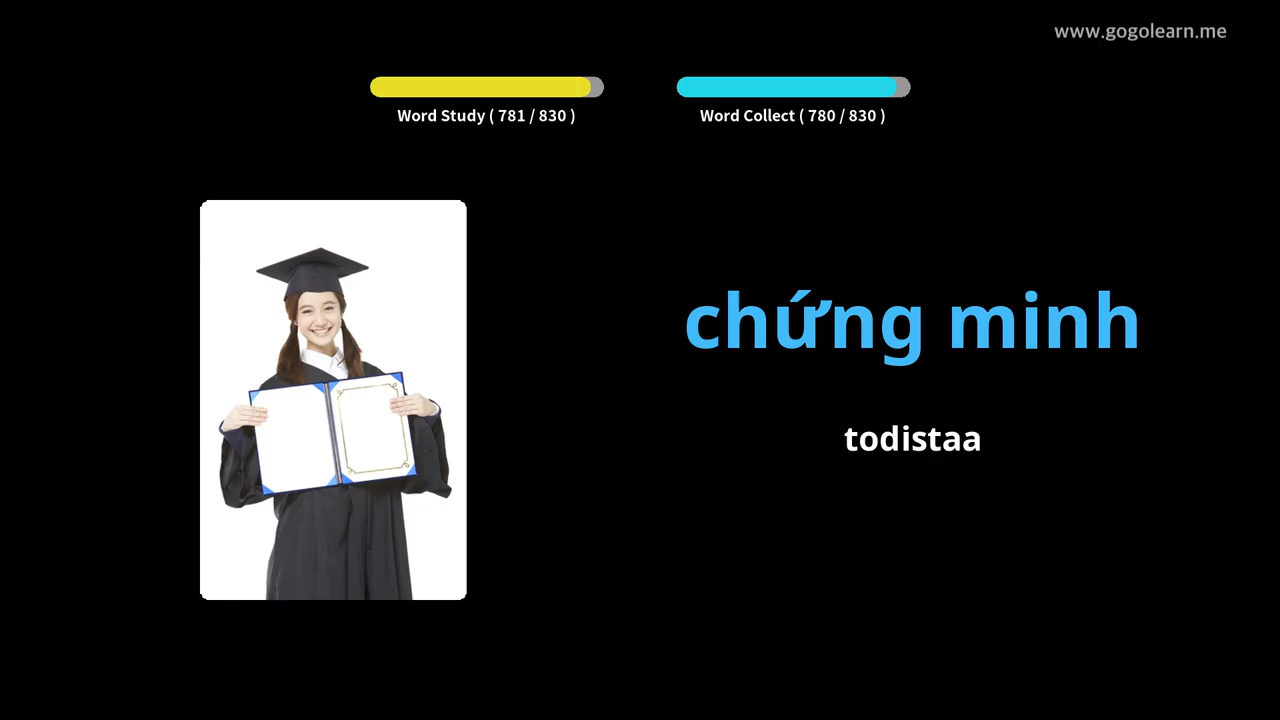 www.gogolearn.me
Word Study ( 781 / 830 )
Word Collect ( 780 / 830 )
chứng minh
todistaa